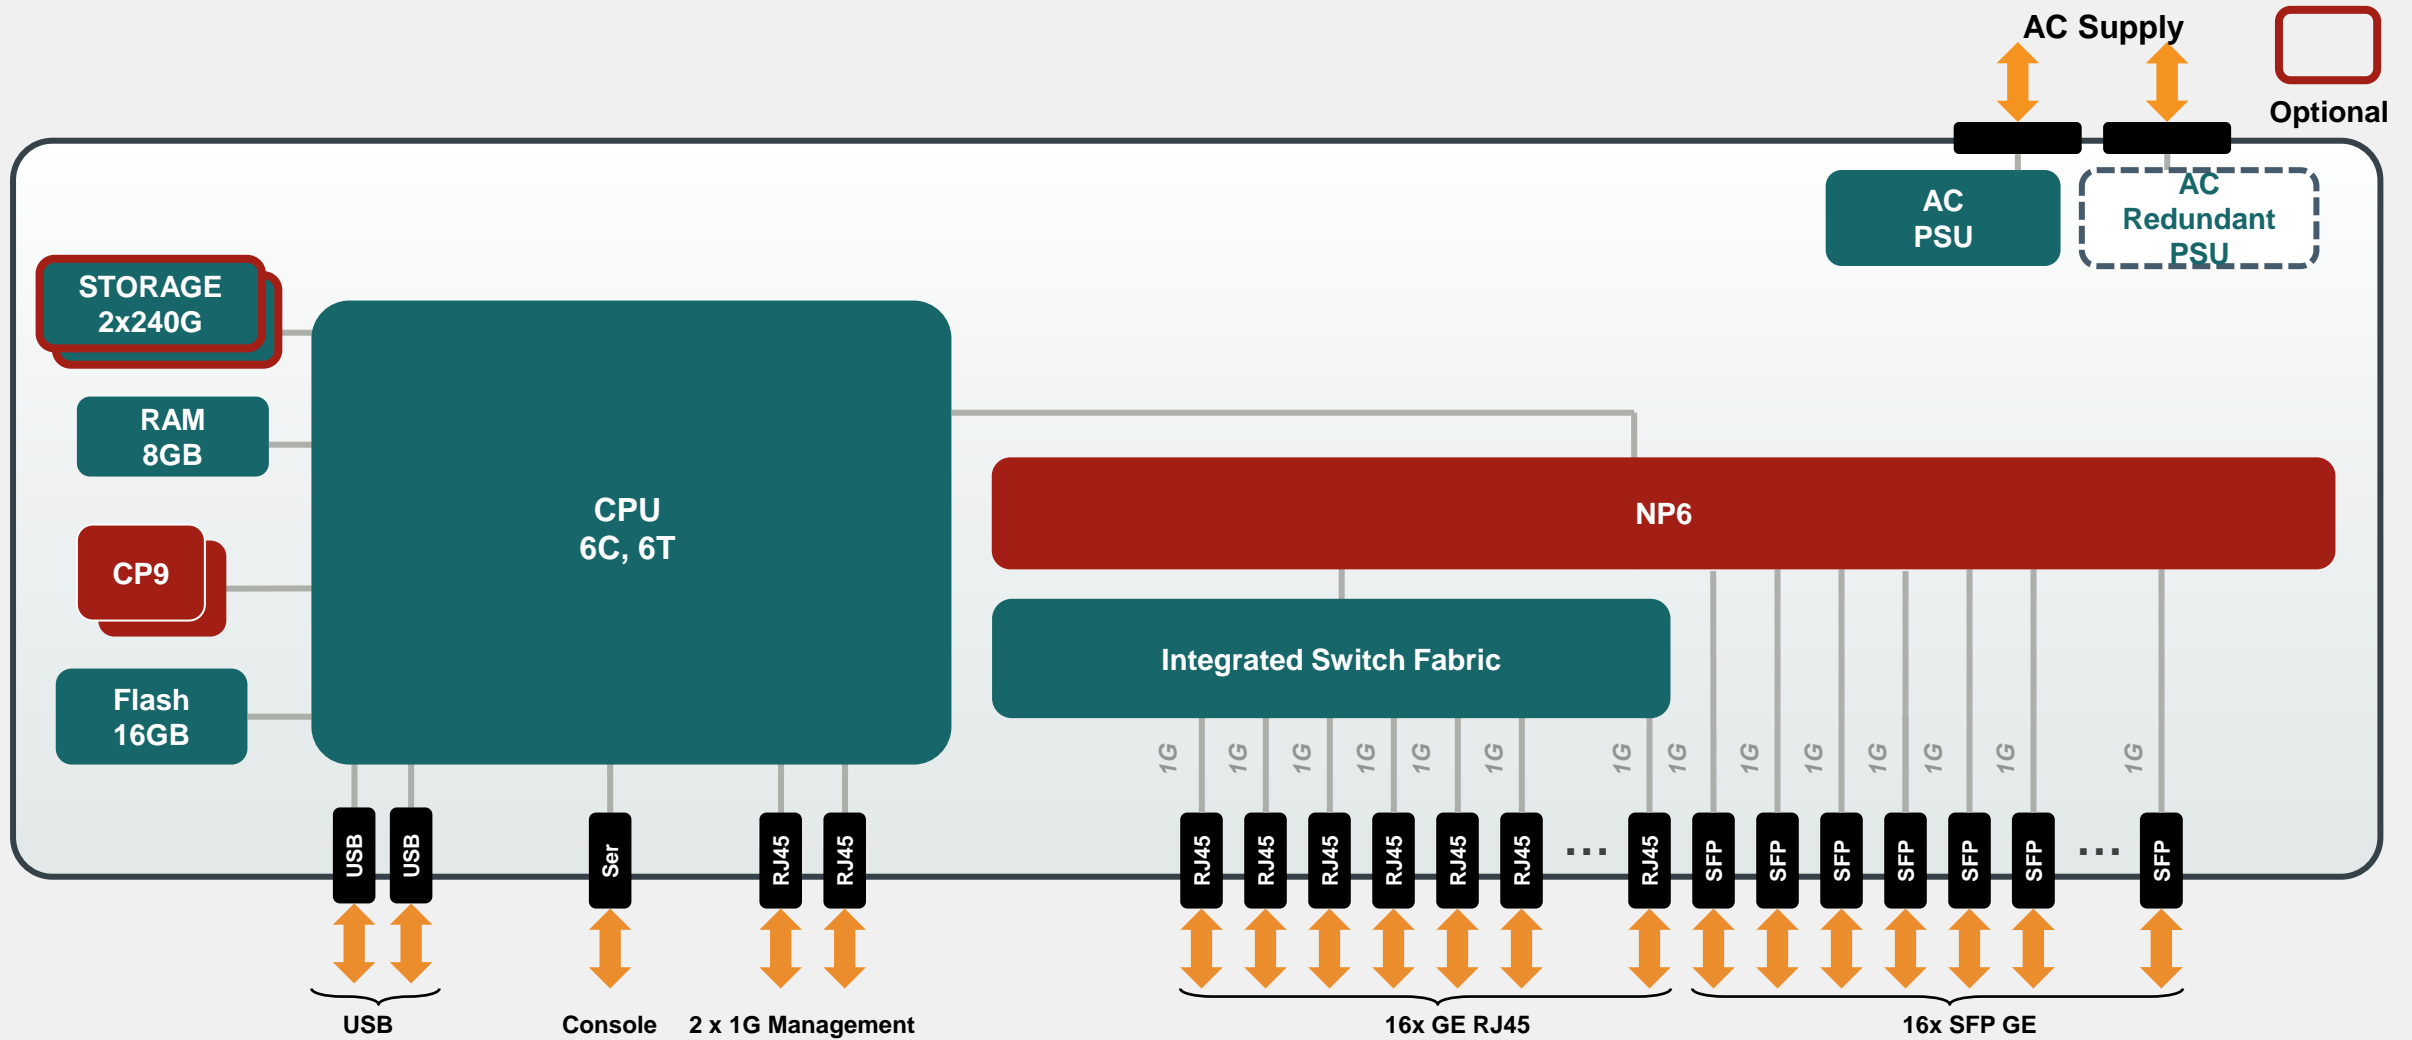 AC Supply
Optional
AC
PSU
AC
Redundant
PSU
STORAGE
2x240G
RAM
8GB
CP9
Flash
16GB
CPU
6C, 6T
NP6
Integrated Switch Fabric
1G
1G
1G
1G
1G
1G
1G
1G
1G
1G
1G
1G
1G
1G
USB
USB
Ser
RJ45
RJ45
RJ45
RJ45
RJ45
RJ45
RJ45
RJ45
...
RJ45
SFP
SFP
SFP
SFP
SFP
SFP
...
SFP
USB
Console
2 x 1G Management
16x GE RJ45
16x SFP GE